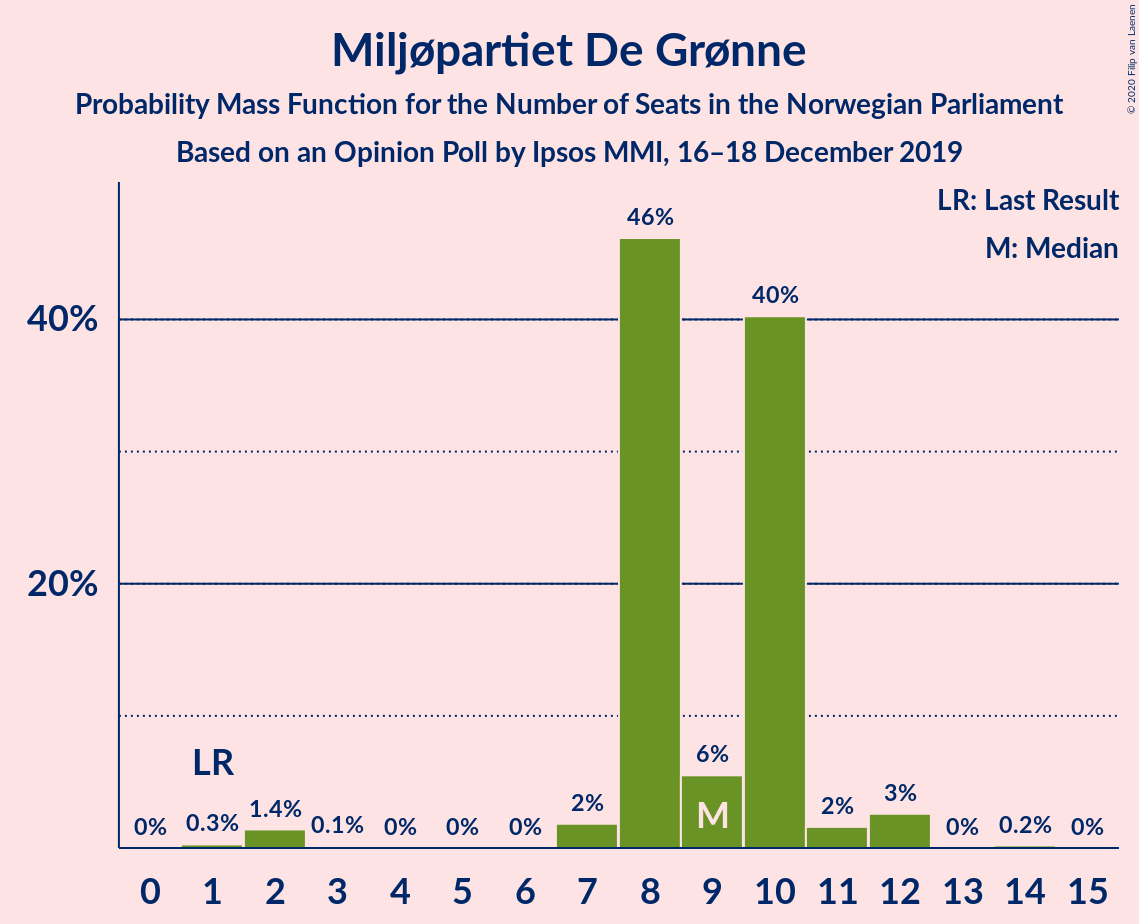 Miljøpartiet De Grønne
Probability Mass Function for the Number of Seats in the Norwegian Parliament
Based on an Opinion Poll by Ipsos MMI, 16–18 December 2019
© 2020 Filip van Laenen
LR: Last Result
M: Median
40%
20%
0%
LR
0.3%
1.4%
0.1%
0%
0%
0%
2%
46%
6%
M
40%
2%
3%
0%
0.2%
0%
0 1 2 3 4 5 6 7 8 9 10 11 12 13 14 15